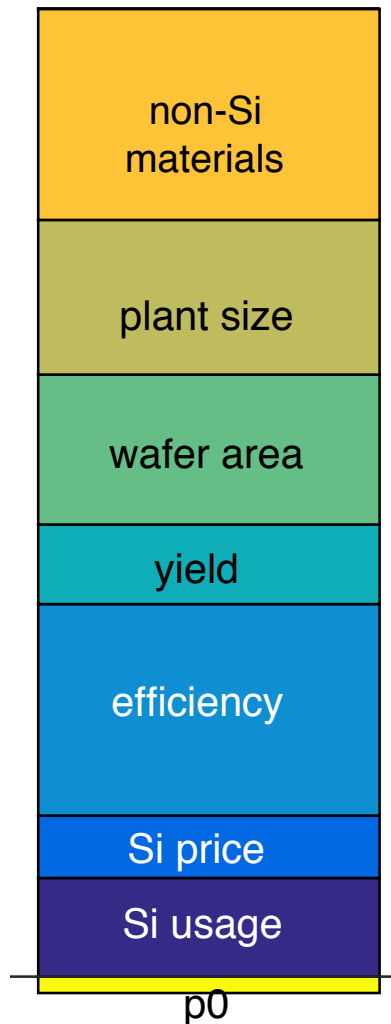 non-Si
materials
plant size
wafer area
yield
efficiency
Si price
Si usage
p0